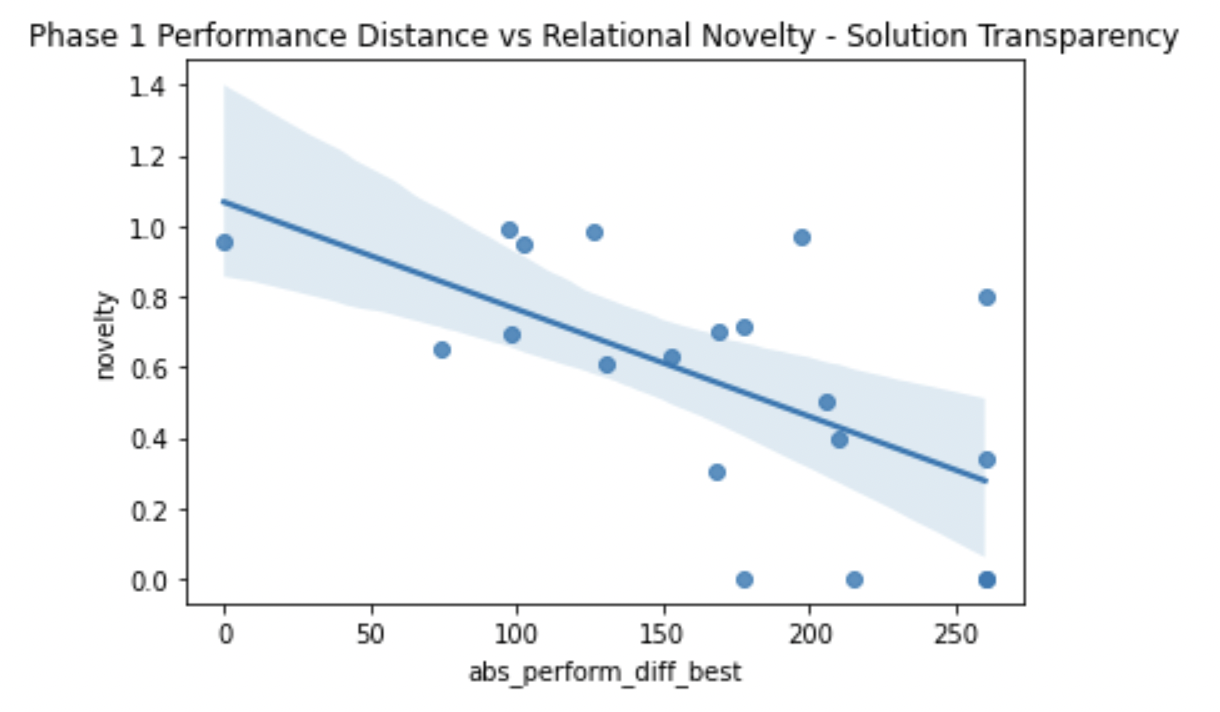 Phase 1 Performance Distance vs Relational Novelty - Solution Transparency
1.4
1.2
1.0
0.8
0.6
0.4
0.2
0.0
novelty
0 50 100 150 200 250
abs_perform_diff_best